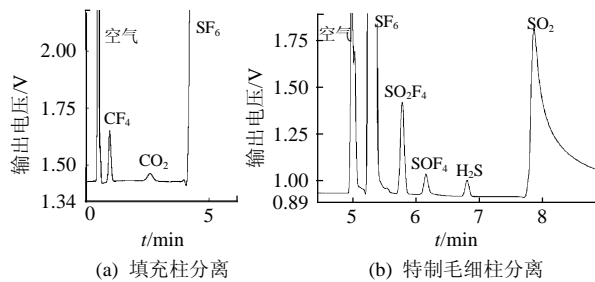 空气
SF6
CF4
CO2
输出电压/V
2.00
1.75
1.50
1.34
0
5
t/min
(a) 填充柱分离
空气
SF6
SO2F4
SOF4
H2S
SO2
输出电压/V
1.75
1.50
1.25
1.00
0.89
5
6
7
8
t/min
(b) 特制毛细柱分离